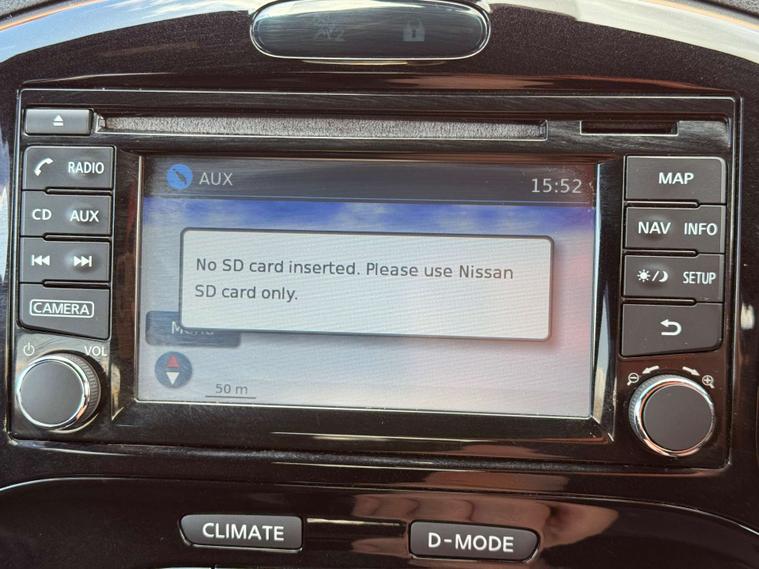 RADIO
CD AUX
CAMERA
VOL
AUX
15:52
No SD card inserted. Please use Nissan
SD card only.
50 m
MAP
NAV INFO
SETUP
CLIMATE
D-MODE